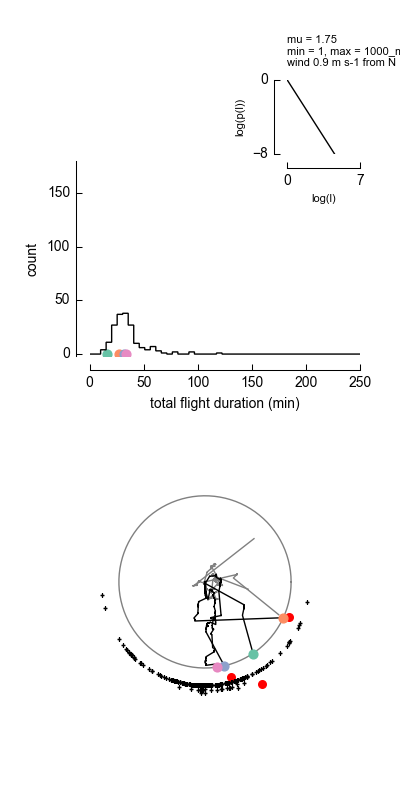 mu = 1.75
min = 1, max = 1000_m
wind 0.9 m s-1 from N
0
log(p(l))
−8
0 7
log(l)
150
100
count
50
0
0 50 100 150 200 250
total flight duration (min)